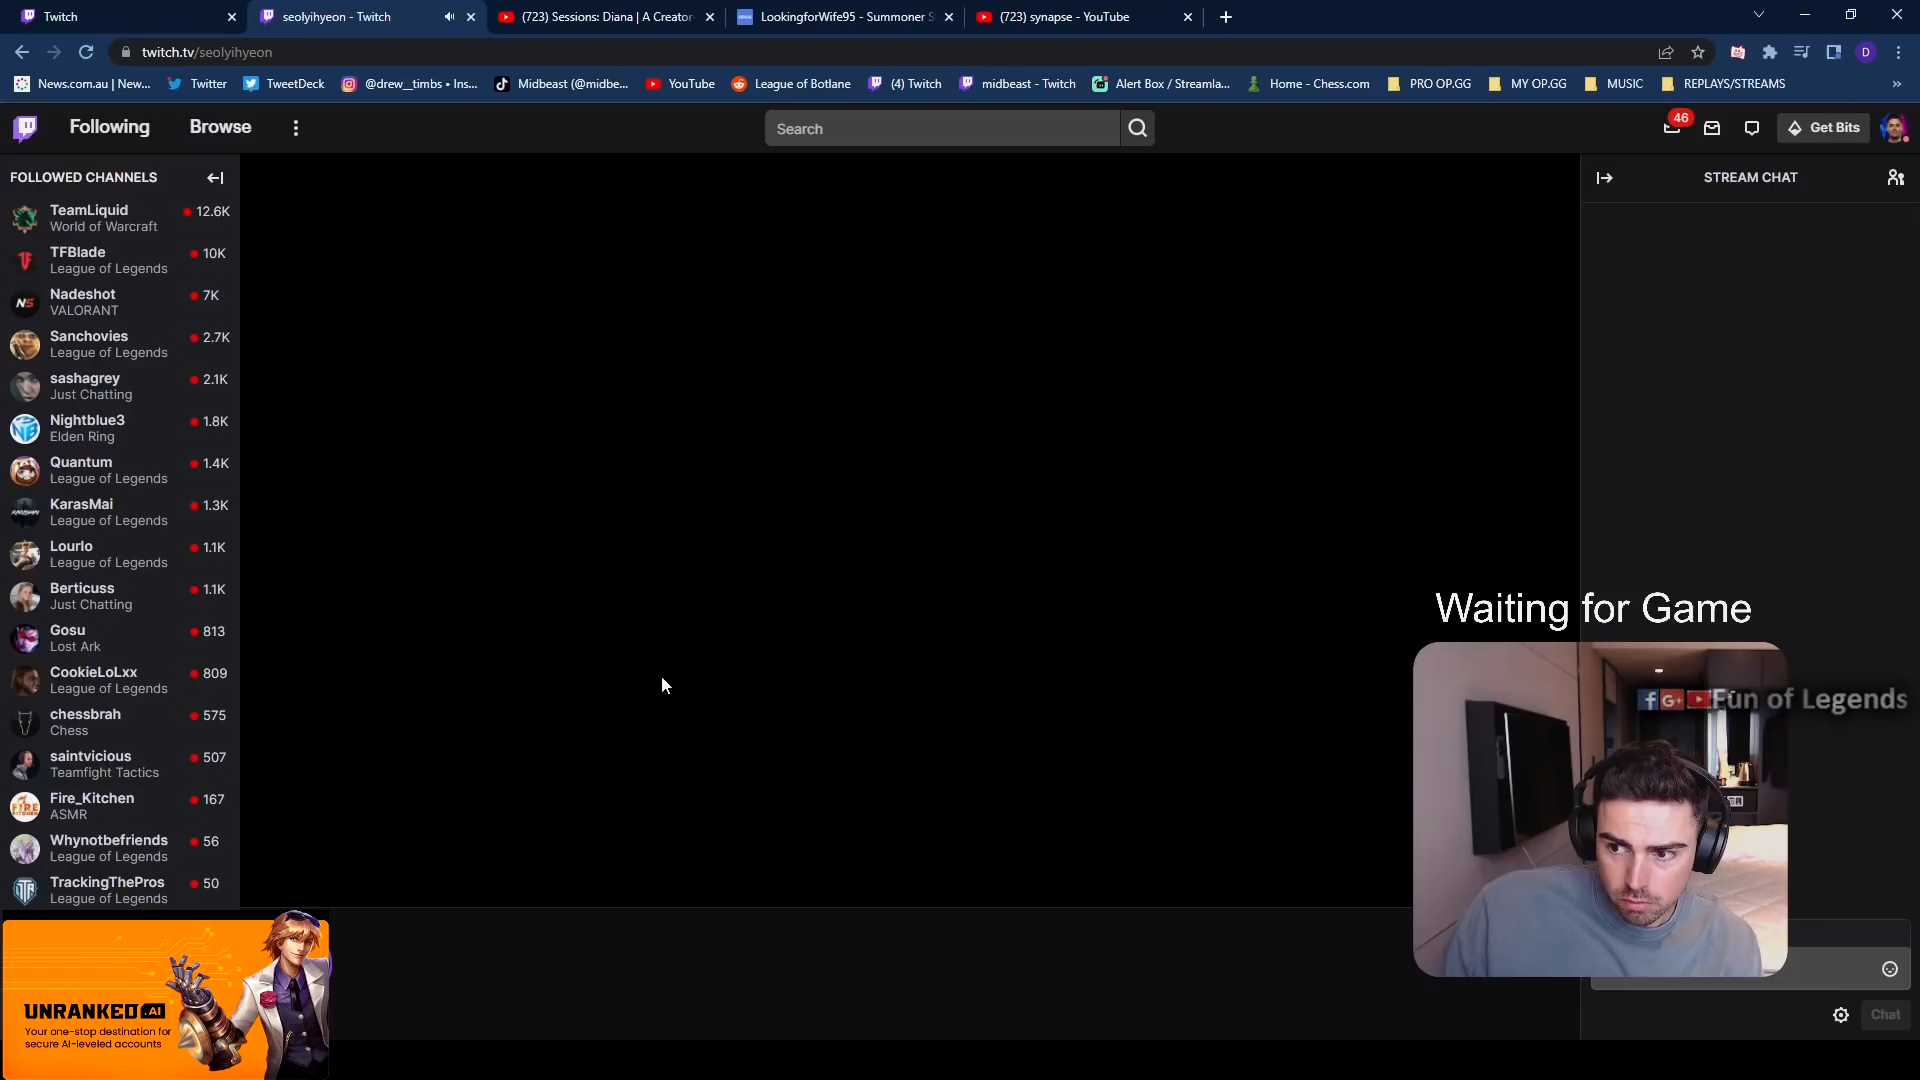 Twitch
seolyihyeon - Twitch
(723) Sessions: Diana | A Creator-
LookingforWife95 - Summoner S
(723) synapse - YouTube
twitch.tv/seolyihyeon
D
News.com.au | New...
Twitter
TweetDeck
@drew__timbs • Ins...
Midbeast (@midbe...
YouTube
League of Botlane
(4) Twitch
midbeast - Twitch
Alert Box / Streamla...
Home - Chess.com
PRO OP.GG
MY OP.GG
MUSIC
REPLAYS/STREAMS
»
Following
Browse
Search
46
Get Bits
FOLLOWED CHANNELS
TeamLiquid 12.6K
World of Warcraft
TFBlade 10K
League of Legends
Nadeshot 7K
VALORANT
Sanchovies 2.7K
League of Legends
sashagrey 2.1K
Just Chatting
Nightblue3 1.8K
Elden Ring
Quantum 1.4K
League of Legends
KarasMai 1.3K
League of Legends
Lourlo 1.1K
League of Legends
Berticuss 1.1K
Just Chatting
Gosu 813
Lost Ark
CookieLoLxx 809
League of Legends
chessbrah 575
Chess
saintvicious 507
Teamfight Tactics
Fire_Kitchen 167
ASMR
Whynotbefriends 56
League of Legends
TrackingThePros 50
League of Legends
UNRANKED.AI
Your one-stop destination for
secure AI-leveled accounts
STREAM CHAT
Waiting for Game
Fun of Legends
Chat